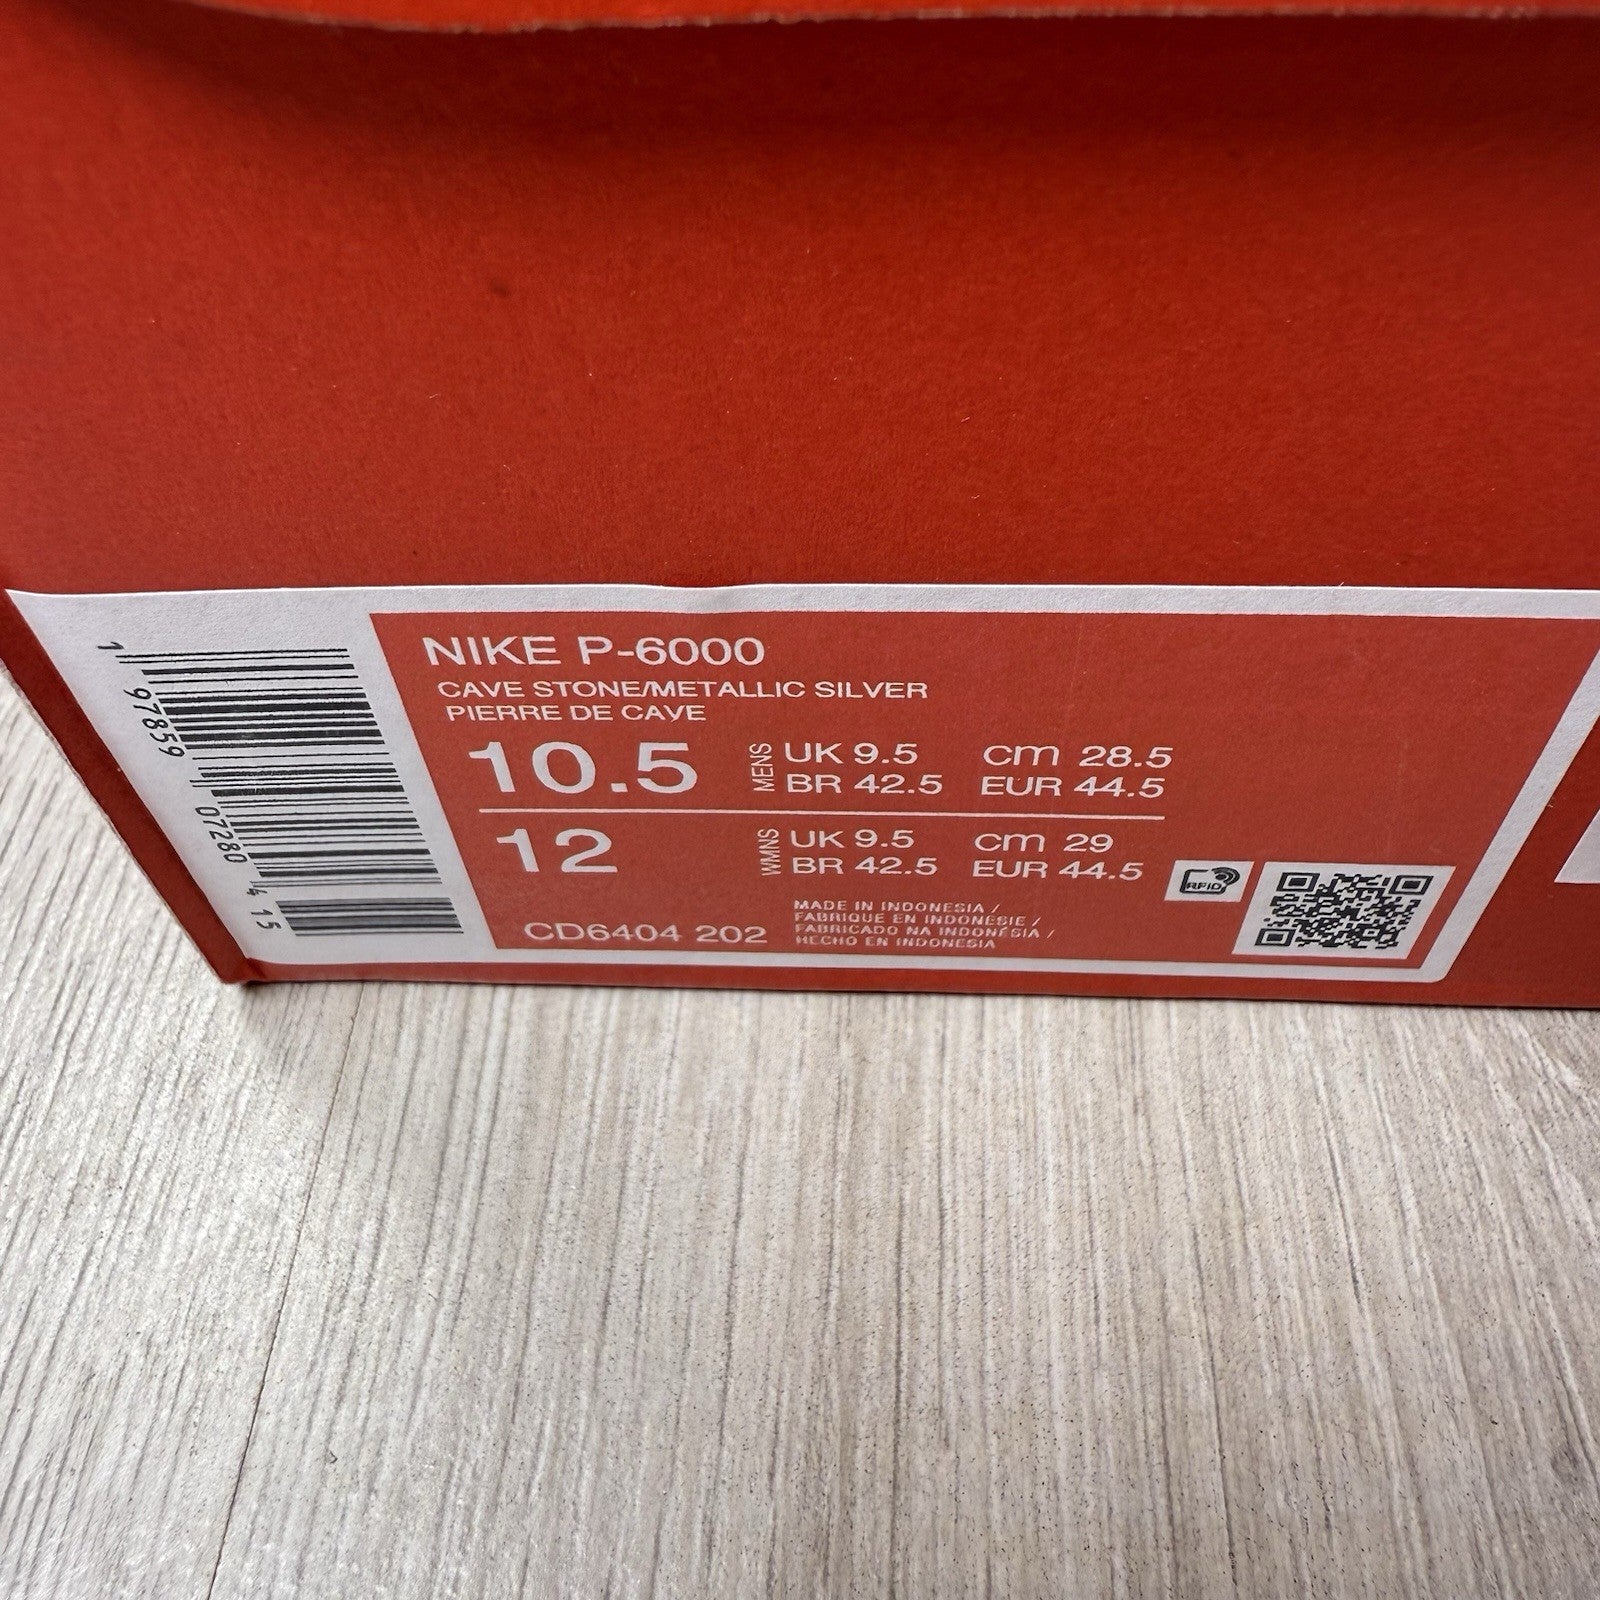 NIKE P-6000
CAVE STONE/METALLIC SILVER
PIERRE DE CAVE
10.5 MENS UK 9.5 cm 28.5
BR 42.5 EUR 44.5
12 WMNS UK 9.5 cm 29
BR 42.5 EUR 44.5
CD6404 202
MADE IN INDONESIA /
FABRIQUE EN INDONESIE /
FABRICADO NA INDONÉSIA /
HECHO EN INDONESIA
RFID
1 97859 07280 4 15